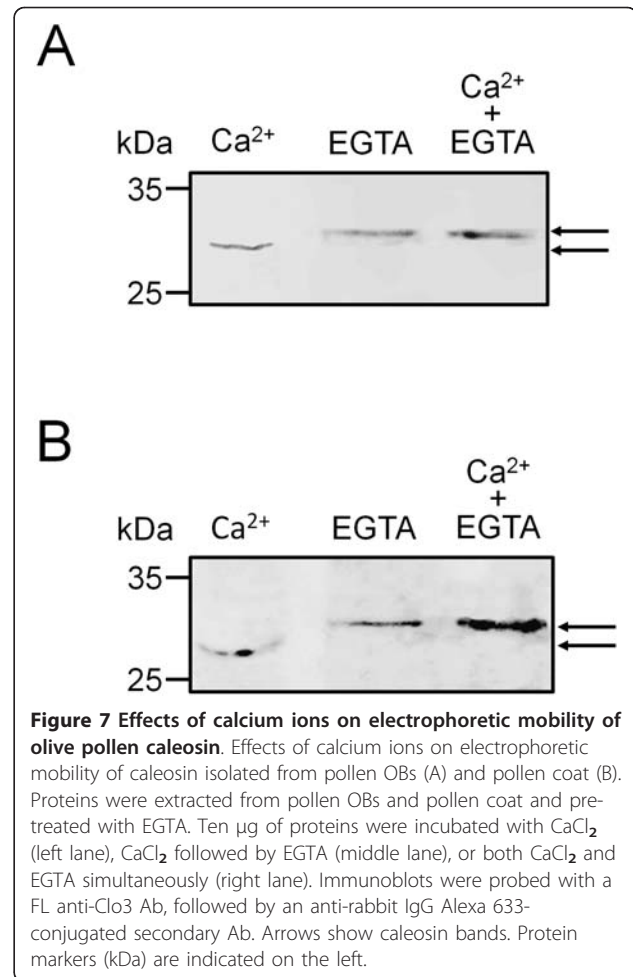 A
Ca²⁺
+
kDa Ca²⁺ EGTA EGTA
35
25
B
Ca²⁺
+
kDa Ca²⁺ EGTA EGTA
35
25
Figure 7 Effects of calcium ions on electrophoretic mobility of
olive pollen caleosin. Effects of calcium ions on electrophoretic
mobility of caleosin isolated from pollen OBs (A) and pollen coat (B).
Proteins were extracted from pollen OBs and pollen coat and pre-
treated with EGTA. Ten μg of proteins were incubated with CaCl₂
(left lane), CaCl₂ followed by EGTA (middle lane), or both CaCl₂ and
EGTA simultaneously (right lane). Immunoblots were probed with a
FL anti-Clo3 Ab, followed by an anti-rabbit IgG Alexa 633-
conjugated secondary Ab. Arrows show caleosin bands. Protein
markers (kDa) are indicated on the left.